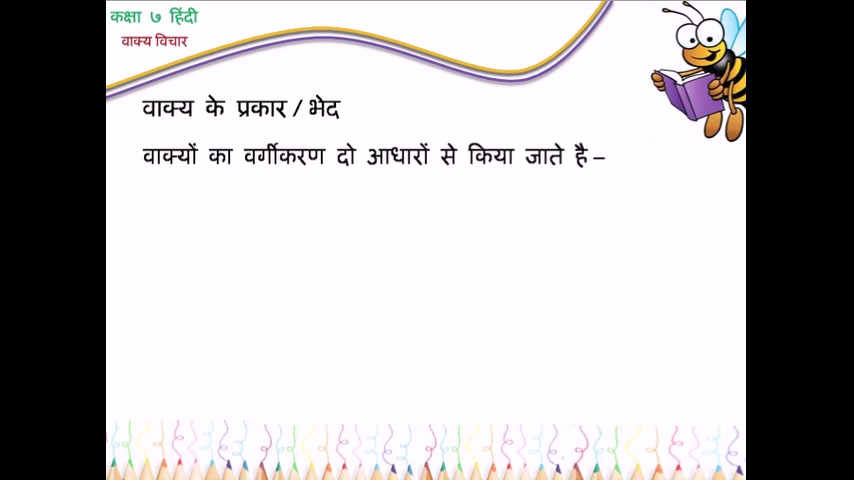 कक्षा ७ हिंदी
वाक्य विचार
वाक्य के प्रकार / भेद
वाक्यों का वर्गीकरण दो आधारों से किया जाते है –